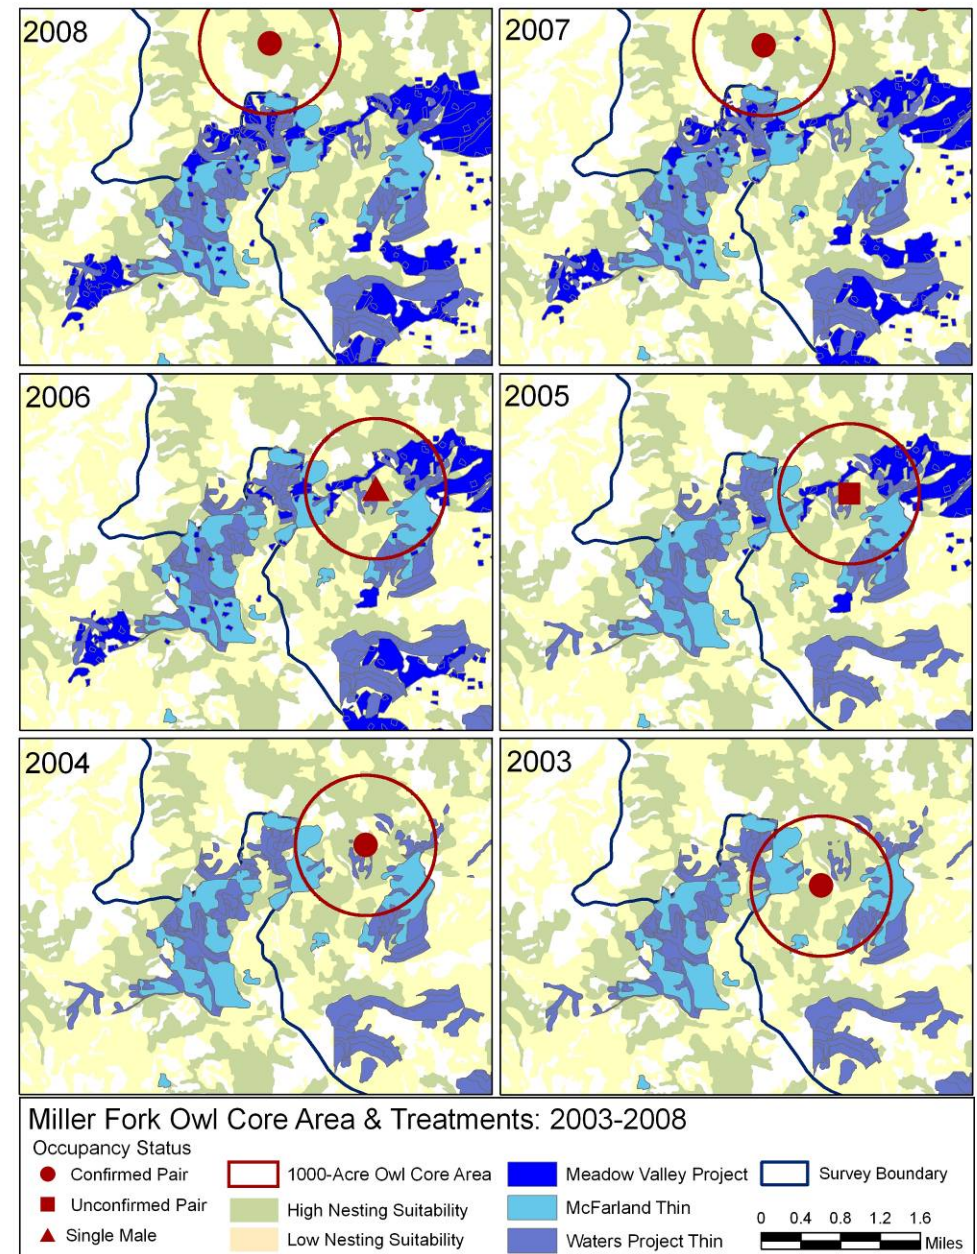 2008
2007
2006
2005
2004
2003
Miller Fork Owl Core Area & Treatments: 2003-2008
Occupancy Status
Confirmed Pair
1000-Acre Owl Core Area
Meadow Valley Project
Survey Boundary
Unconfirmed Pair
High Nesting Suitability
McFarland Thin
0 0.4 0.8 1.2 1.6
Single Male
Low Nesting Suitability
Waters Project Thin
Miles